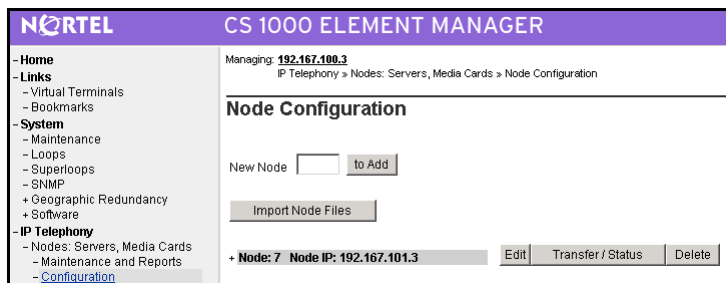 NORTEL
CS 1000 ELEMENT MANAGER
- Home
- Links
- Virtual Terminals
- Bookmarks
- System
- Maintenance
- Loops
- Superloops
- SNMP
+ Geographic Redundancy
+ Software
- IP Telephony
- Nodes: Servers, Media Cards
- Maintenance and Reports
- Configuration
Managing: 192.167.100.3
IP Telephony » Nodes: Servers, Media Cards » Node Configuration
Node Configuration
New Node to Add
Import Node Files
+ Node: 7 Node IP: 192.167.101.3 Edit Transfer / Status Delete